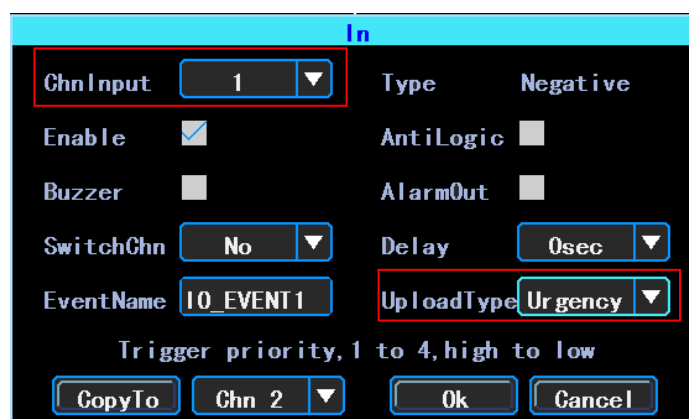 In
ChnInput 1 Type Negative
Enable AntiLogic
Buzzer AlarmOut
SwitchChn No Delay 0sec
EventName IO_EVENT1 UploadType Urgency
Trigger priority,1 to 4,high to low
CopyTo Chn 2 Ok Cancel